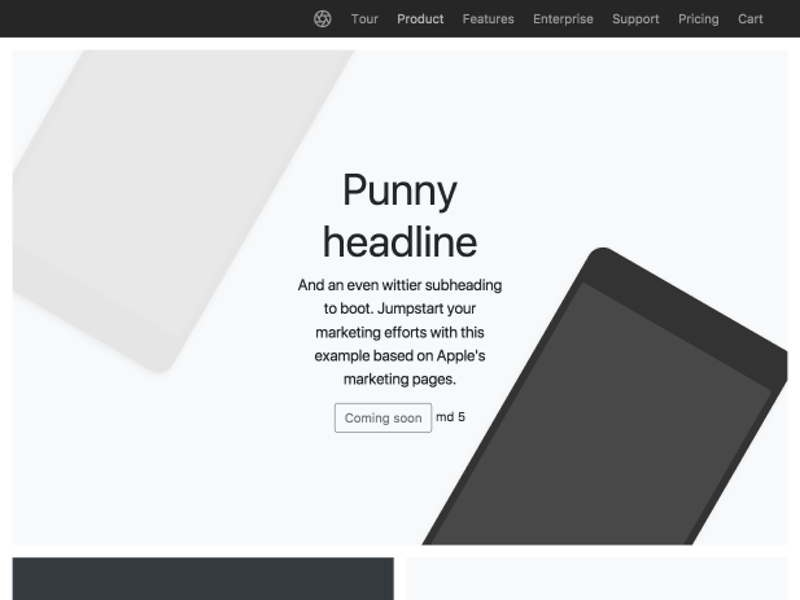 Tour Product Features Enterprise Support Pricing Cart
Punny
headline
And an even wittier subheading
to boot. Jumpstart your
marketing efforts with this
example based on Apple's
marketing pages.
Coming soon md 5